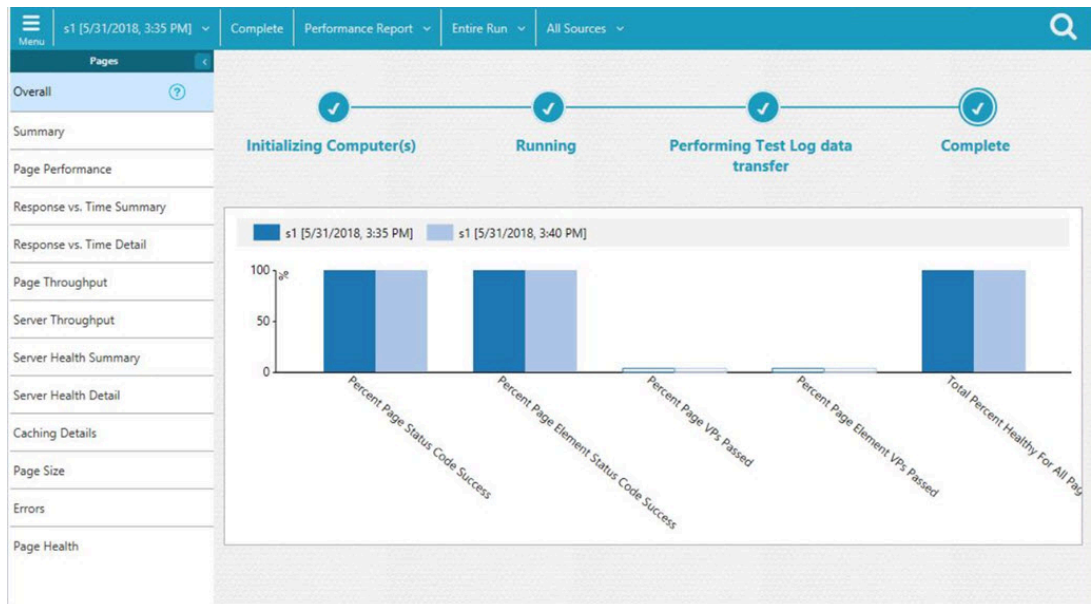 Menu
s1 [5/31/2018, 3:35 PM]
Complete
Performance Report
Entire Run
All Sources
Pages
Overall
?
Summary
Page Performance
Response vs. Time Summary
Response vs. Time Detail
Page Throughput
Server Throughput
Server Health Summary
Server Health Detail
Caching Details
Page Size
Errors
Page Health
Initializing Computer(s)
Running
Performing Test Log data
transfer
Complete
s1 [5/31/2018, 3:35 PM]
s1 [5/31/2018, 3:40 PM]
100
%
50
0
Percent Page Status Code Success
Percent Page Element Status Code Success
Percent Page VPs Passed
Percent Page Element VPs Passed
Total Percent Healthy For All Pag